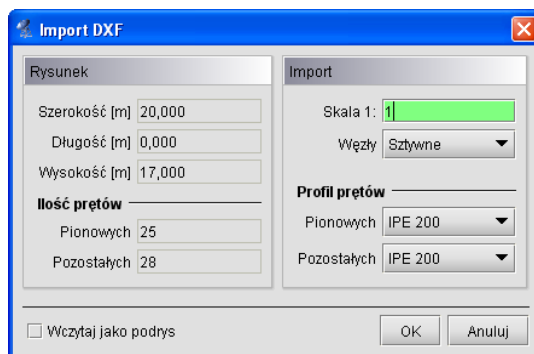 Import DXF
Rysunek
Szerokość [m] 20,000
Długość [m] 0,000
Wysokość [m] 17,000
Ilość prętów
Pionowych 25
Pozostałych 28
Import
Skala 1: 1
Węzły Sztywne
Profil prętów
Pionowych IPE 200
Pozostałych IPE 200
Wczytaj jako podrys
OK Anuluj